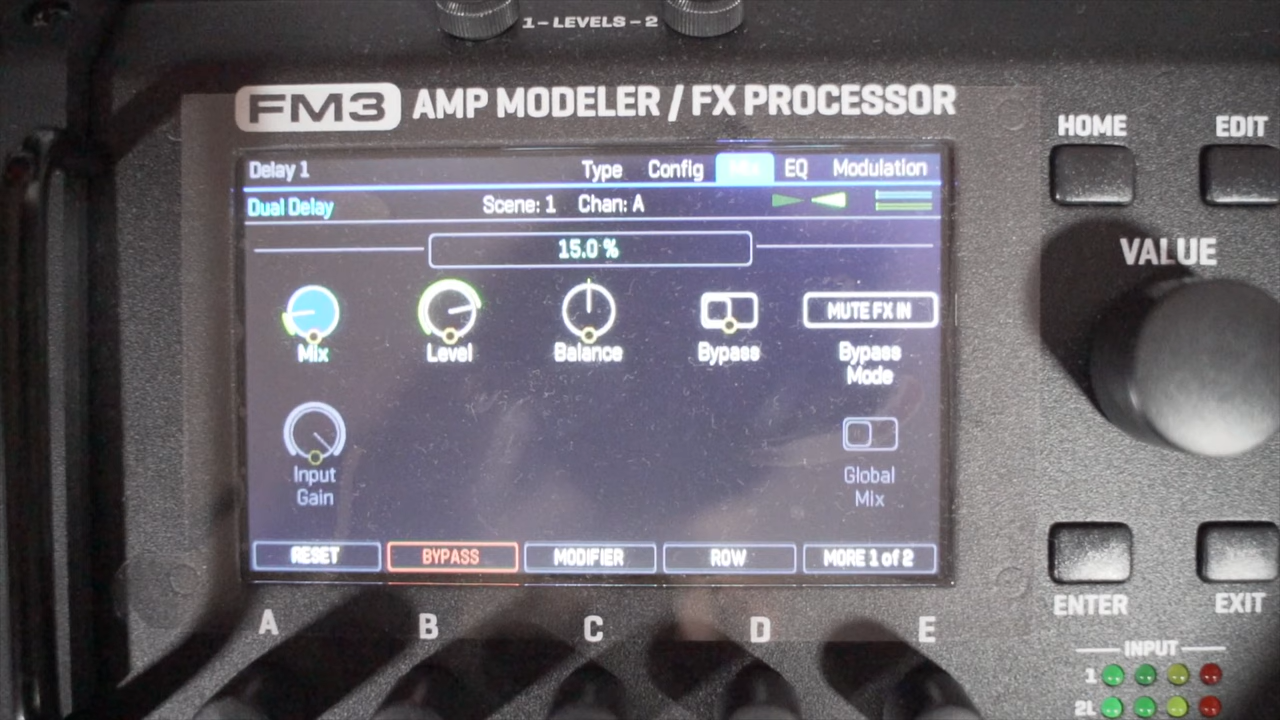 1 - LEVELS - 2
FM3 AMP MODELER / FX PROCESSOR
HOME EDIT
Delay 1 Type Config Mix EQ Modulation
Dual Delay Scene: 1 Chan: A
VALUE
15.0 %
MUTE FX IN
Mix Level Balance Bypass Bypass
Mode
Input Global
Gain Mix
RESET BYPASS MODIFIER ROW MORE 1 of 2
ENTER EXIT
A B C D E
INPUT
1
2L